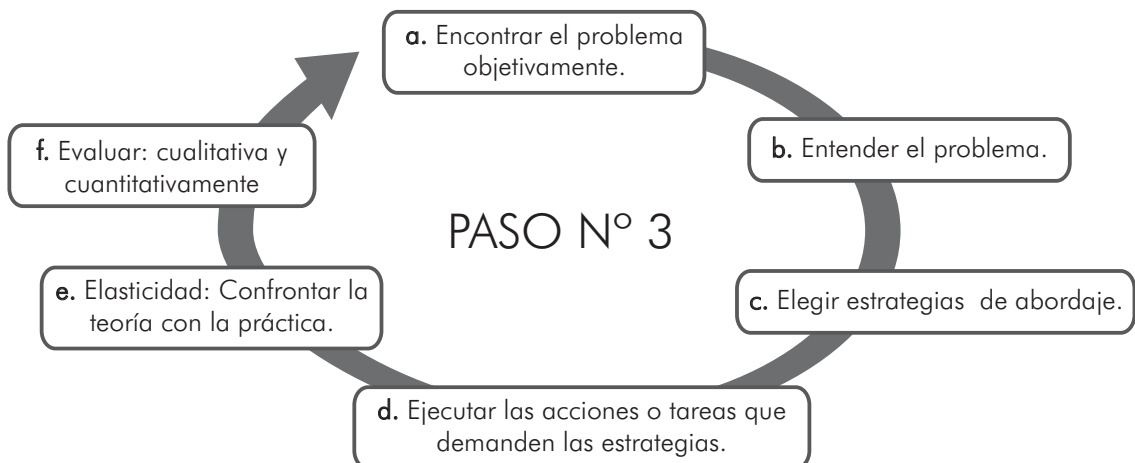 a. Encontrar el problema
objetivamente.
b. Entender el problema.
c. Elegir estrategias de abordaje.
d. Ejecutar las acciones o tareas que
demanden las estrategias.
e. Elasticidad: Confrontar la
teoría con la práctica.
f. Evaluar: cualitativa y
cuantitativamente
PASO Nº 3